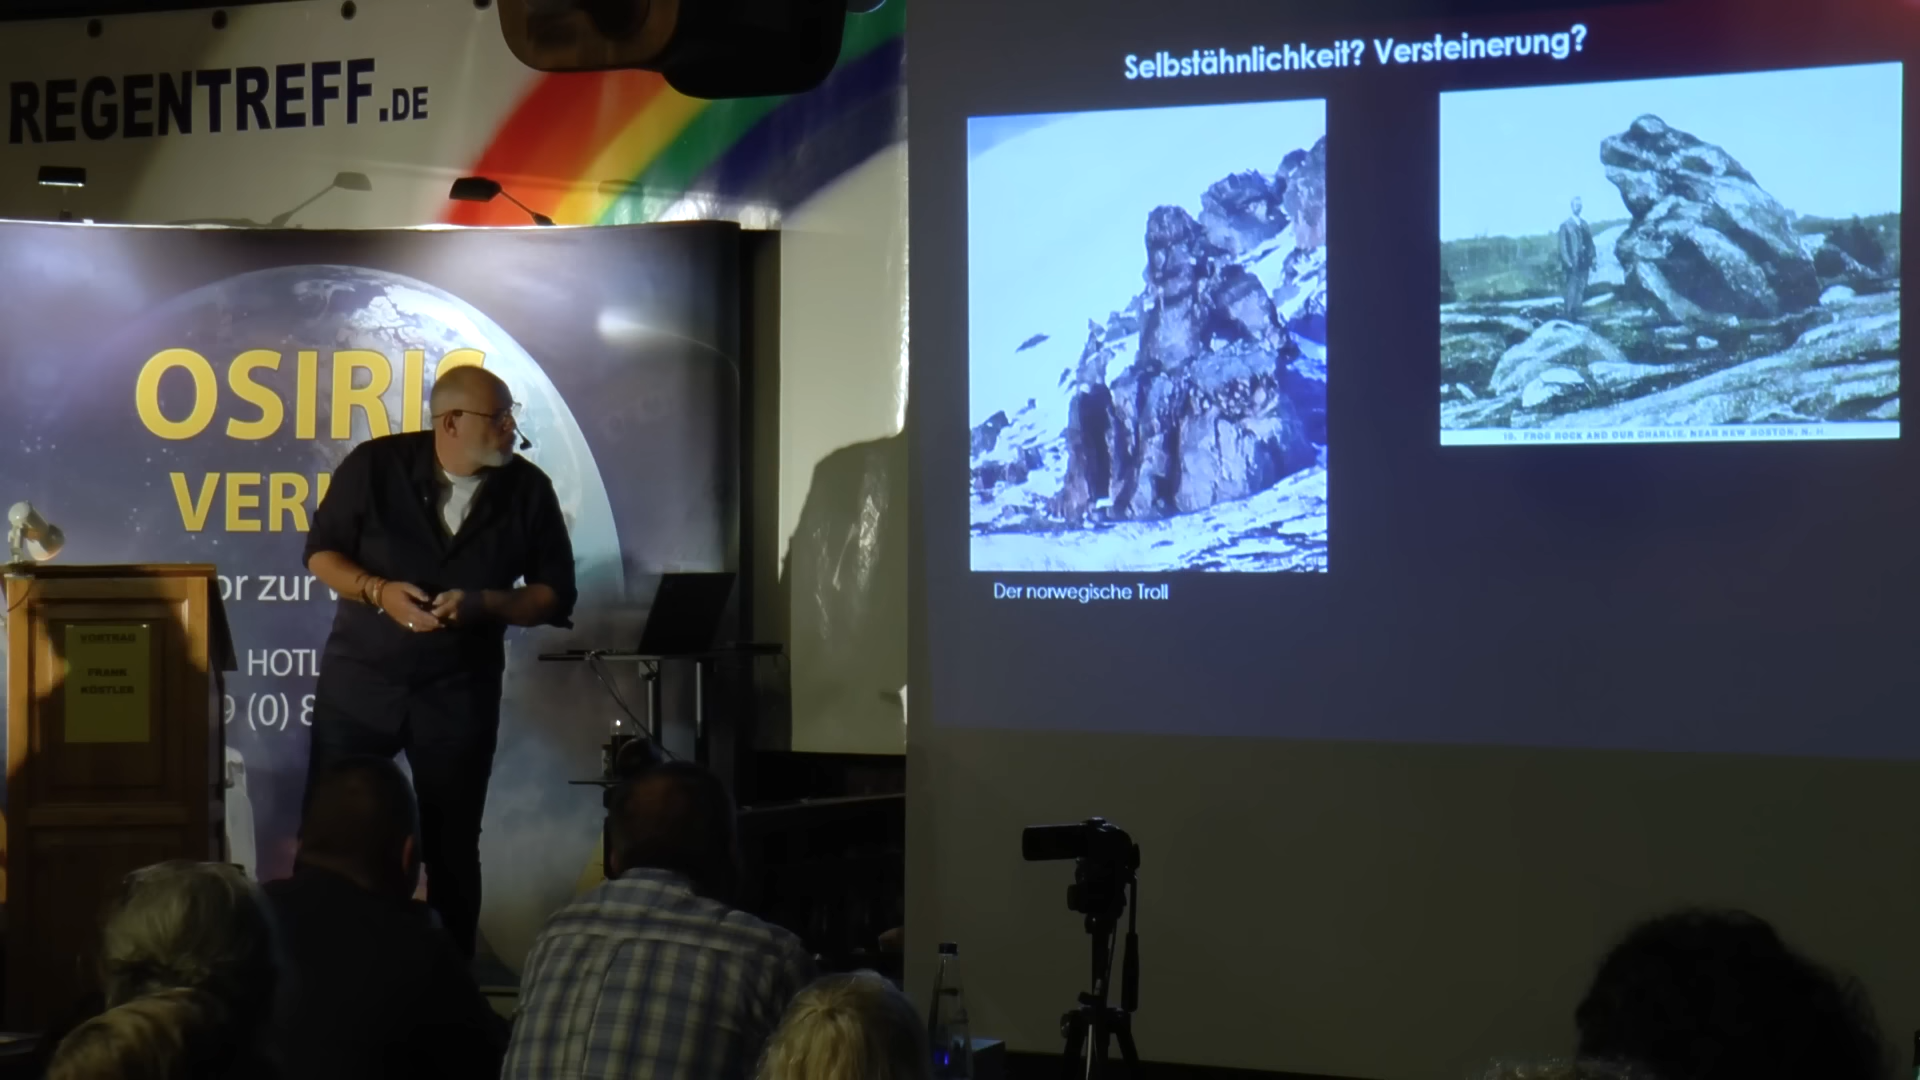 REGENTREFF.DE
Selbstähnlichkeit? Versteinerung?
19. FROG ROCK AND OUR CHARLIE, NEAR NEW BOSTON, N. H.
Der norwegische Troll
OSIRIS
VER
or zur
HOTL
9 (0) 8
VORTRAG
FRANK
KÖSTLER